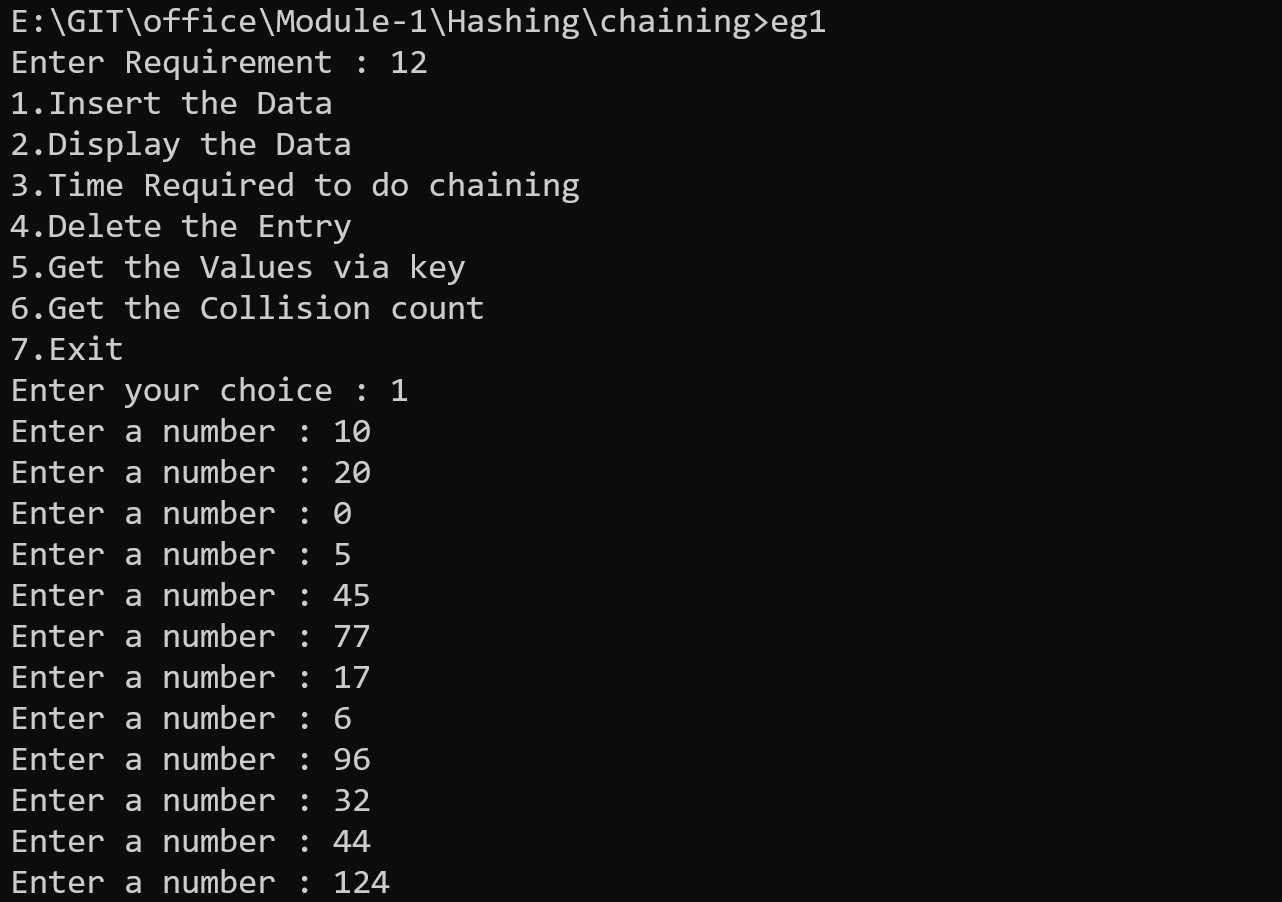 E:\GIT\office\Module-1\Hashing\chaining>eg1
Enter Requirement : 12
1.Insert the Data
2.Display the Data
3.Time Required to do chaining
4.Delete the Entry
5.Get the Values via key
6.Get the Collision count
7.Exit
Enter your choice : 1
Enter a number : 10
Enter a number : 20
Enter a number : 0
Enter a number : 5
Enter a number : 45
Enter a number : 77
Enter a number : 17
Enter a number : 6
Enter a number : 96
Enter a number : 32
Enter a number : 44
Enter a number : 124